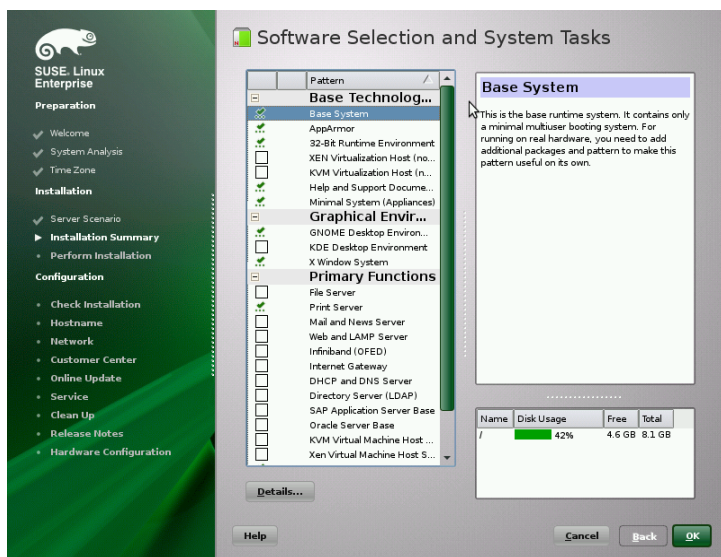 SUSE. Linux
Enterprise
Preparation
Welcome
System Analysis
Time Zone
Installation
Server Scenario
Installation Summary
Perform Installation
Configuration
Check Installation
Hostname
Network
Customer Center
Online Update
Service
Clean Up
Release Notes
Hardware Configuration
Software Selection and System Tasks
Pattern
Base Technolog...
Base System
AppArmor
32-Bit Runtime Environment
XEN Virtualization Host (no...
KVM Virtualization Host (n...
Help and Support Docume...
Minimal System (Appliances)
Graphical Envir...
GNOME Desktop Environ...
KDE Desktop Environment
X Window System
Primary Functions
File Server
Print Server
Mail and News Server
Web and LAMP Server
Infiniband (OFED)
Internet Gateway
DHCP and DNS Server
Directory Server (LDAP)
SAP Application Server Base
Oracle Server Base
KVM Virtual Machine Host ...
Xen Virtual Machine Host S...
Details...
Base System
This is the base runtime system. It contains only
a minimal multiuser booting system. For
running on real hardware, you need to add
additional packages and pattern to make this
pattern useful on its own.
Name Disk Usage Free Total
/ 42% 4.6 GB 8.1 GB
Help Cancel Back OK